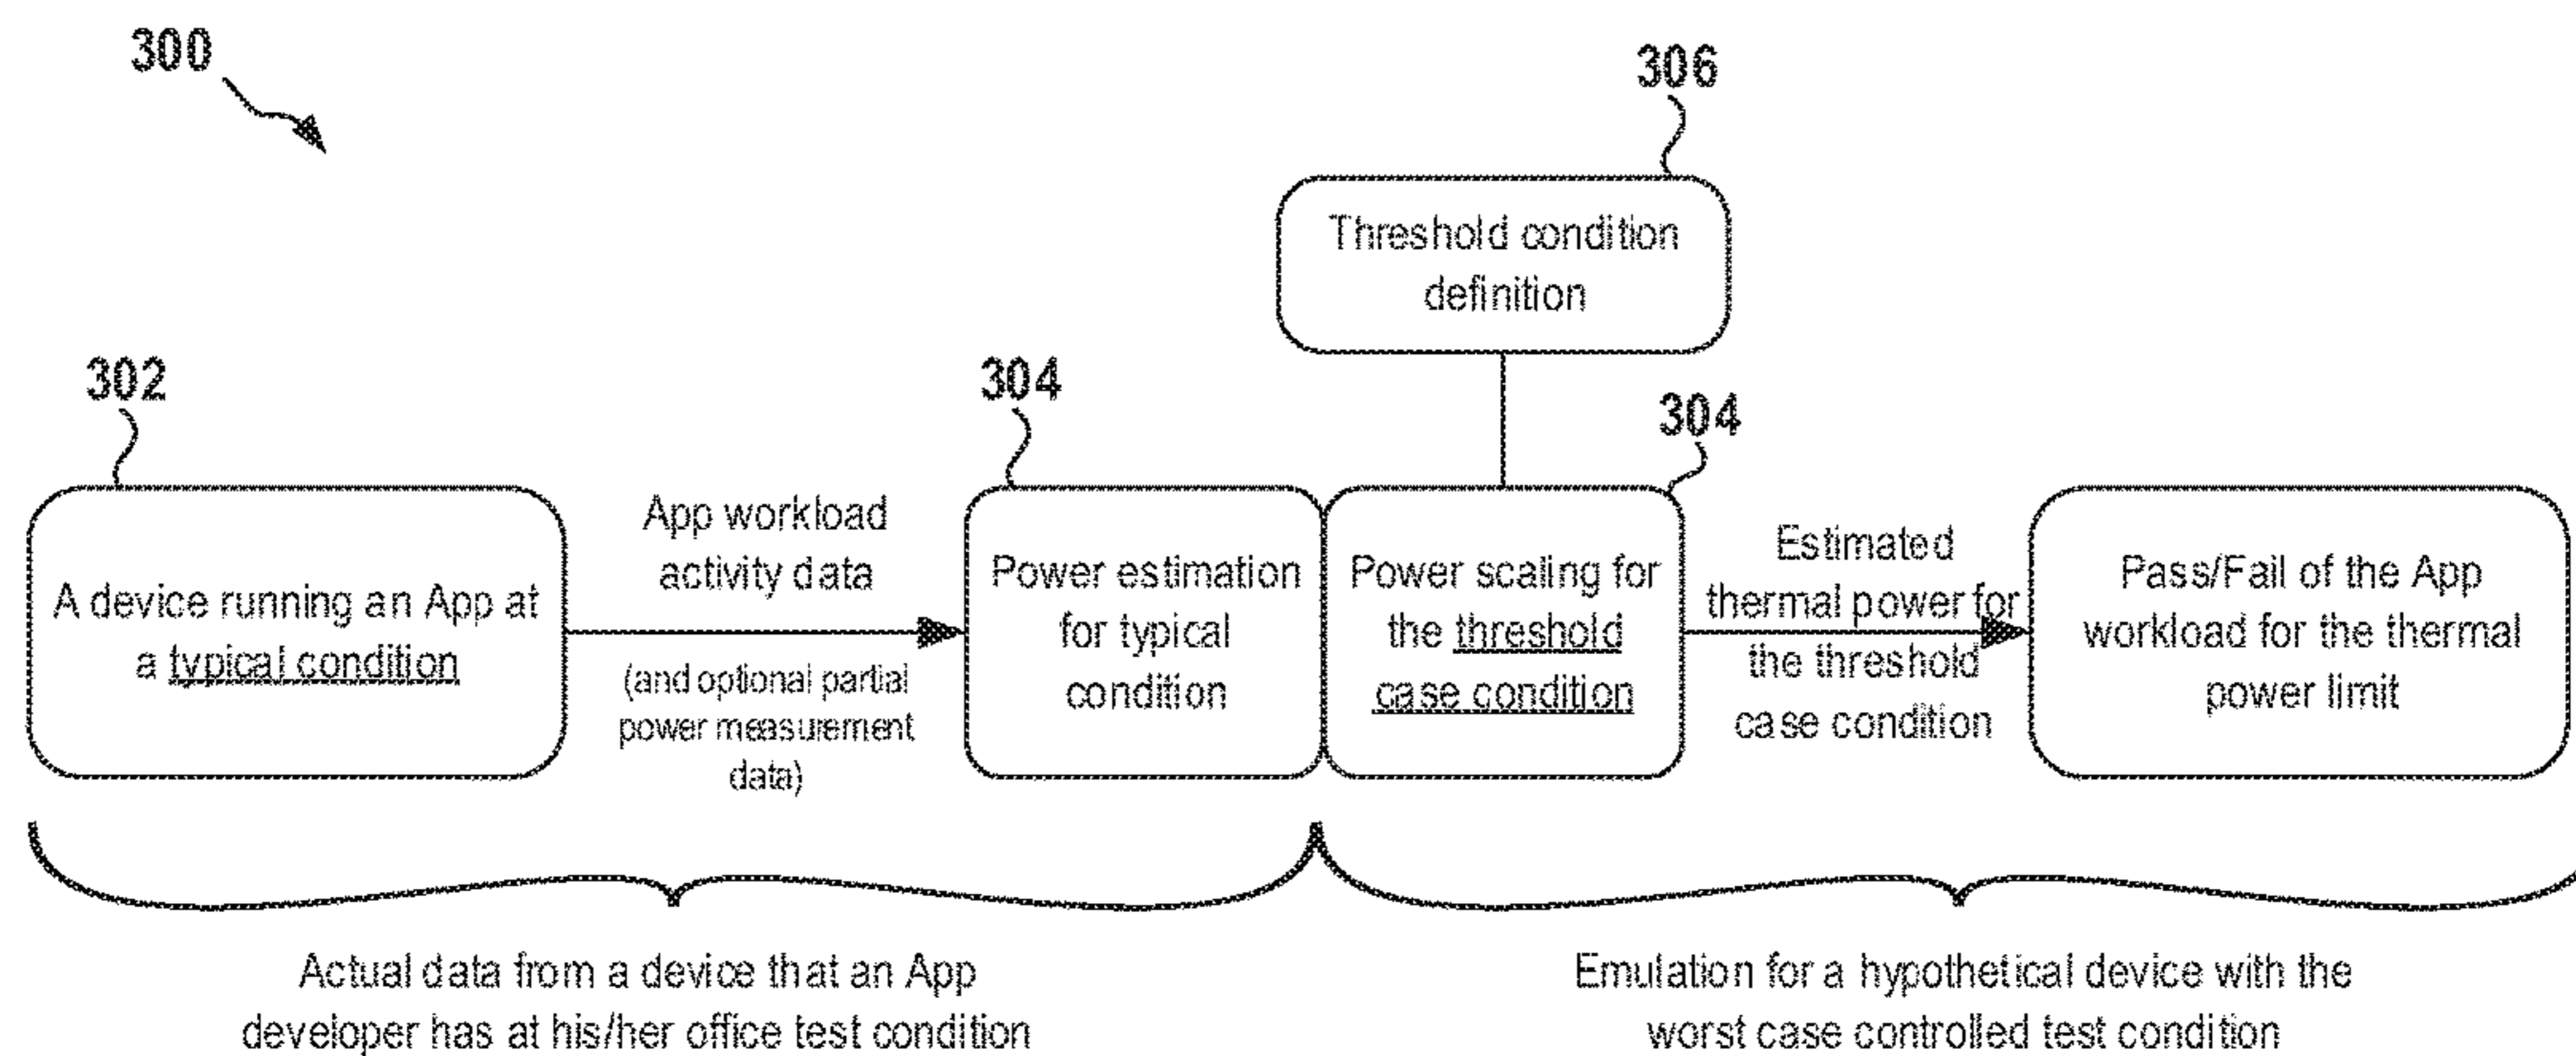 300
306
Threshold condition
definition
302
304
304
A device running an App at
a typical condition
App workload
activity data
(and optional partial
power measurement
data)
Power estimation
for typical
condition
Power scaling for
the threshold
case condition
Estimated
thermal power for
the threshold
case condition
Pass/Fail of the App
workload for the thermal
power limit
Actual data from a device that an App
developer has at his/her office test condition
Emulation for a hypothetical device with the
worst case controlled test condition